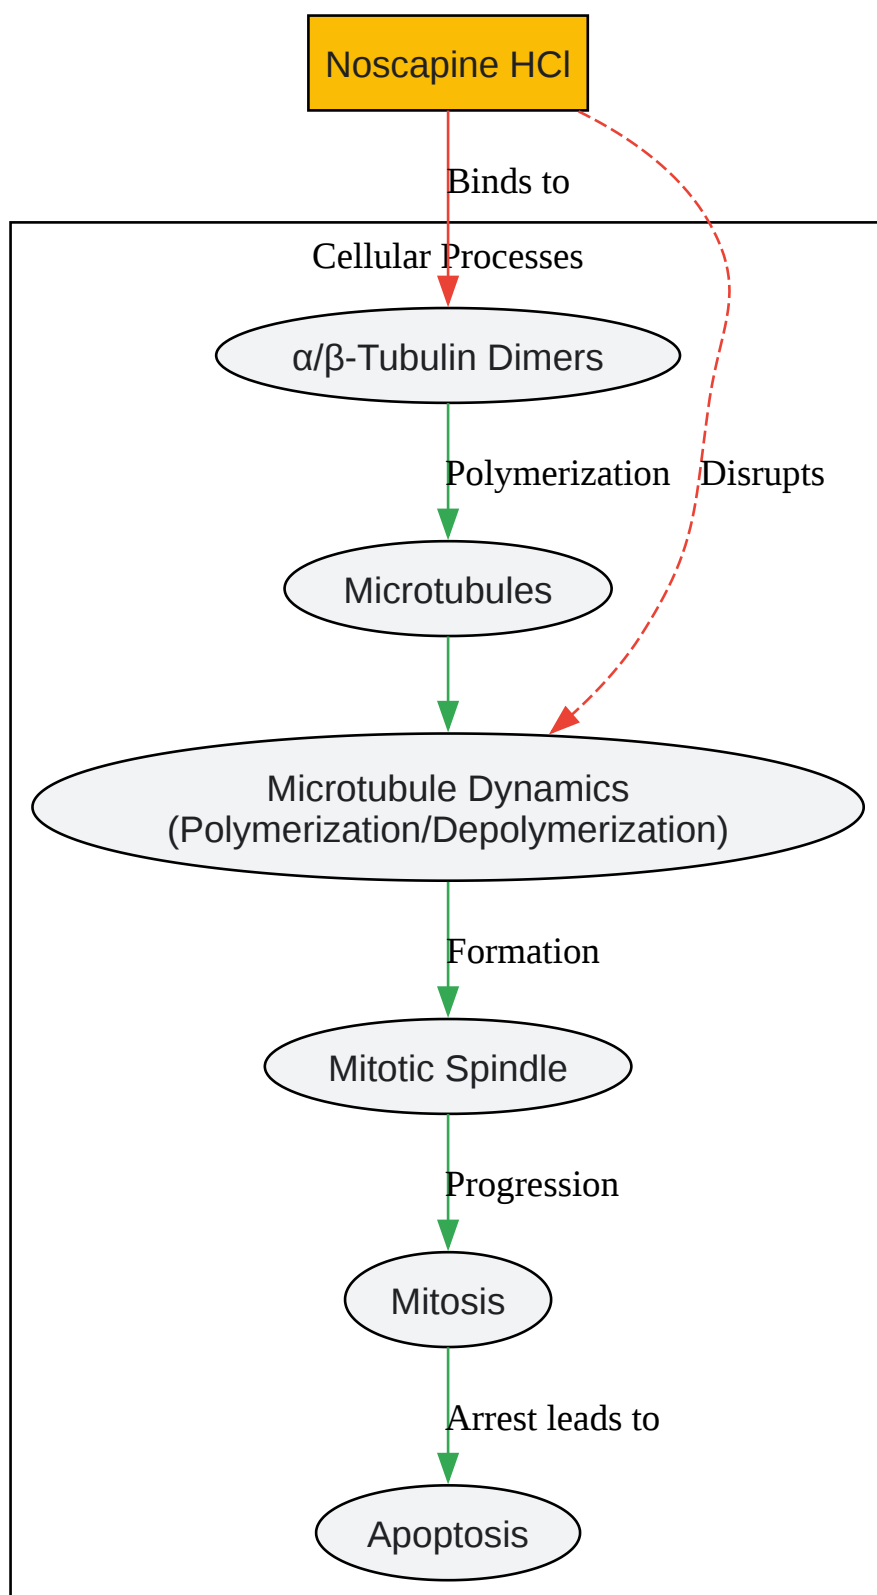 Noscapine HCl
Binds to
Cellular Processes
α/β-Tubulin Dimers
Polymerization
Disrupts
Microtubules
Microtubule Dynamics
(Polymerization/Depolymerization)
Formation
Mitotic Spindle
Progression
Mitosis
Arrest leads to
Apoptosis